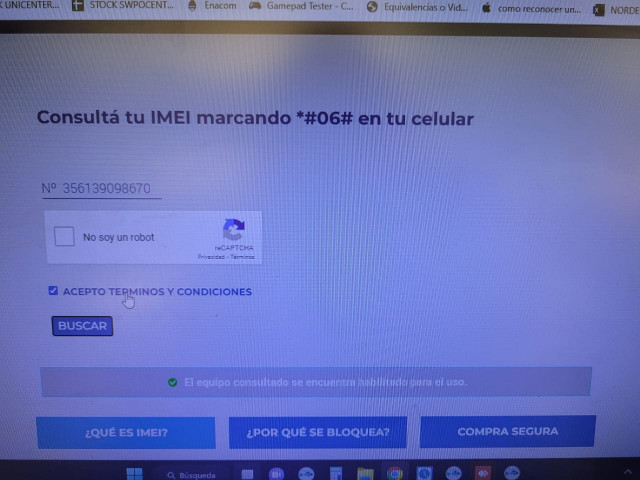 UNICENTER...
STOCK SWPOCENT...
Enacom
Gamepad Tester - C...
Equivalencias o Vid...
como reconocer un...
NORDE
Consultá tu IMEI marcando *#06# en tu celular
Nº 356139098670
No soy un robot
reCAPTCHA
Privacidad - Términos
ACEPTO TERMINOS Y CONDICIONES
BUSCAR
El equipo consultado se encuentra habilitado para el uso.
¿QUÉ ES IMEI?
¿POR QUÉ SE BLOQUEA?
COMPRA SEGURA
Búsqueda